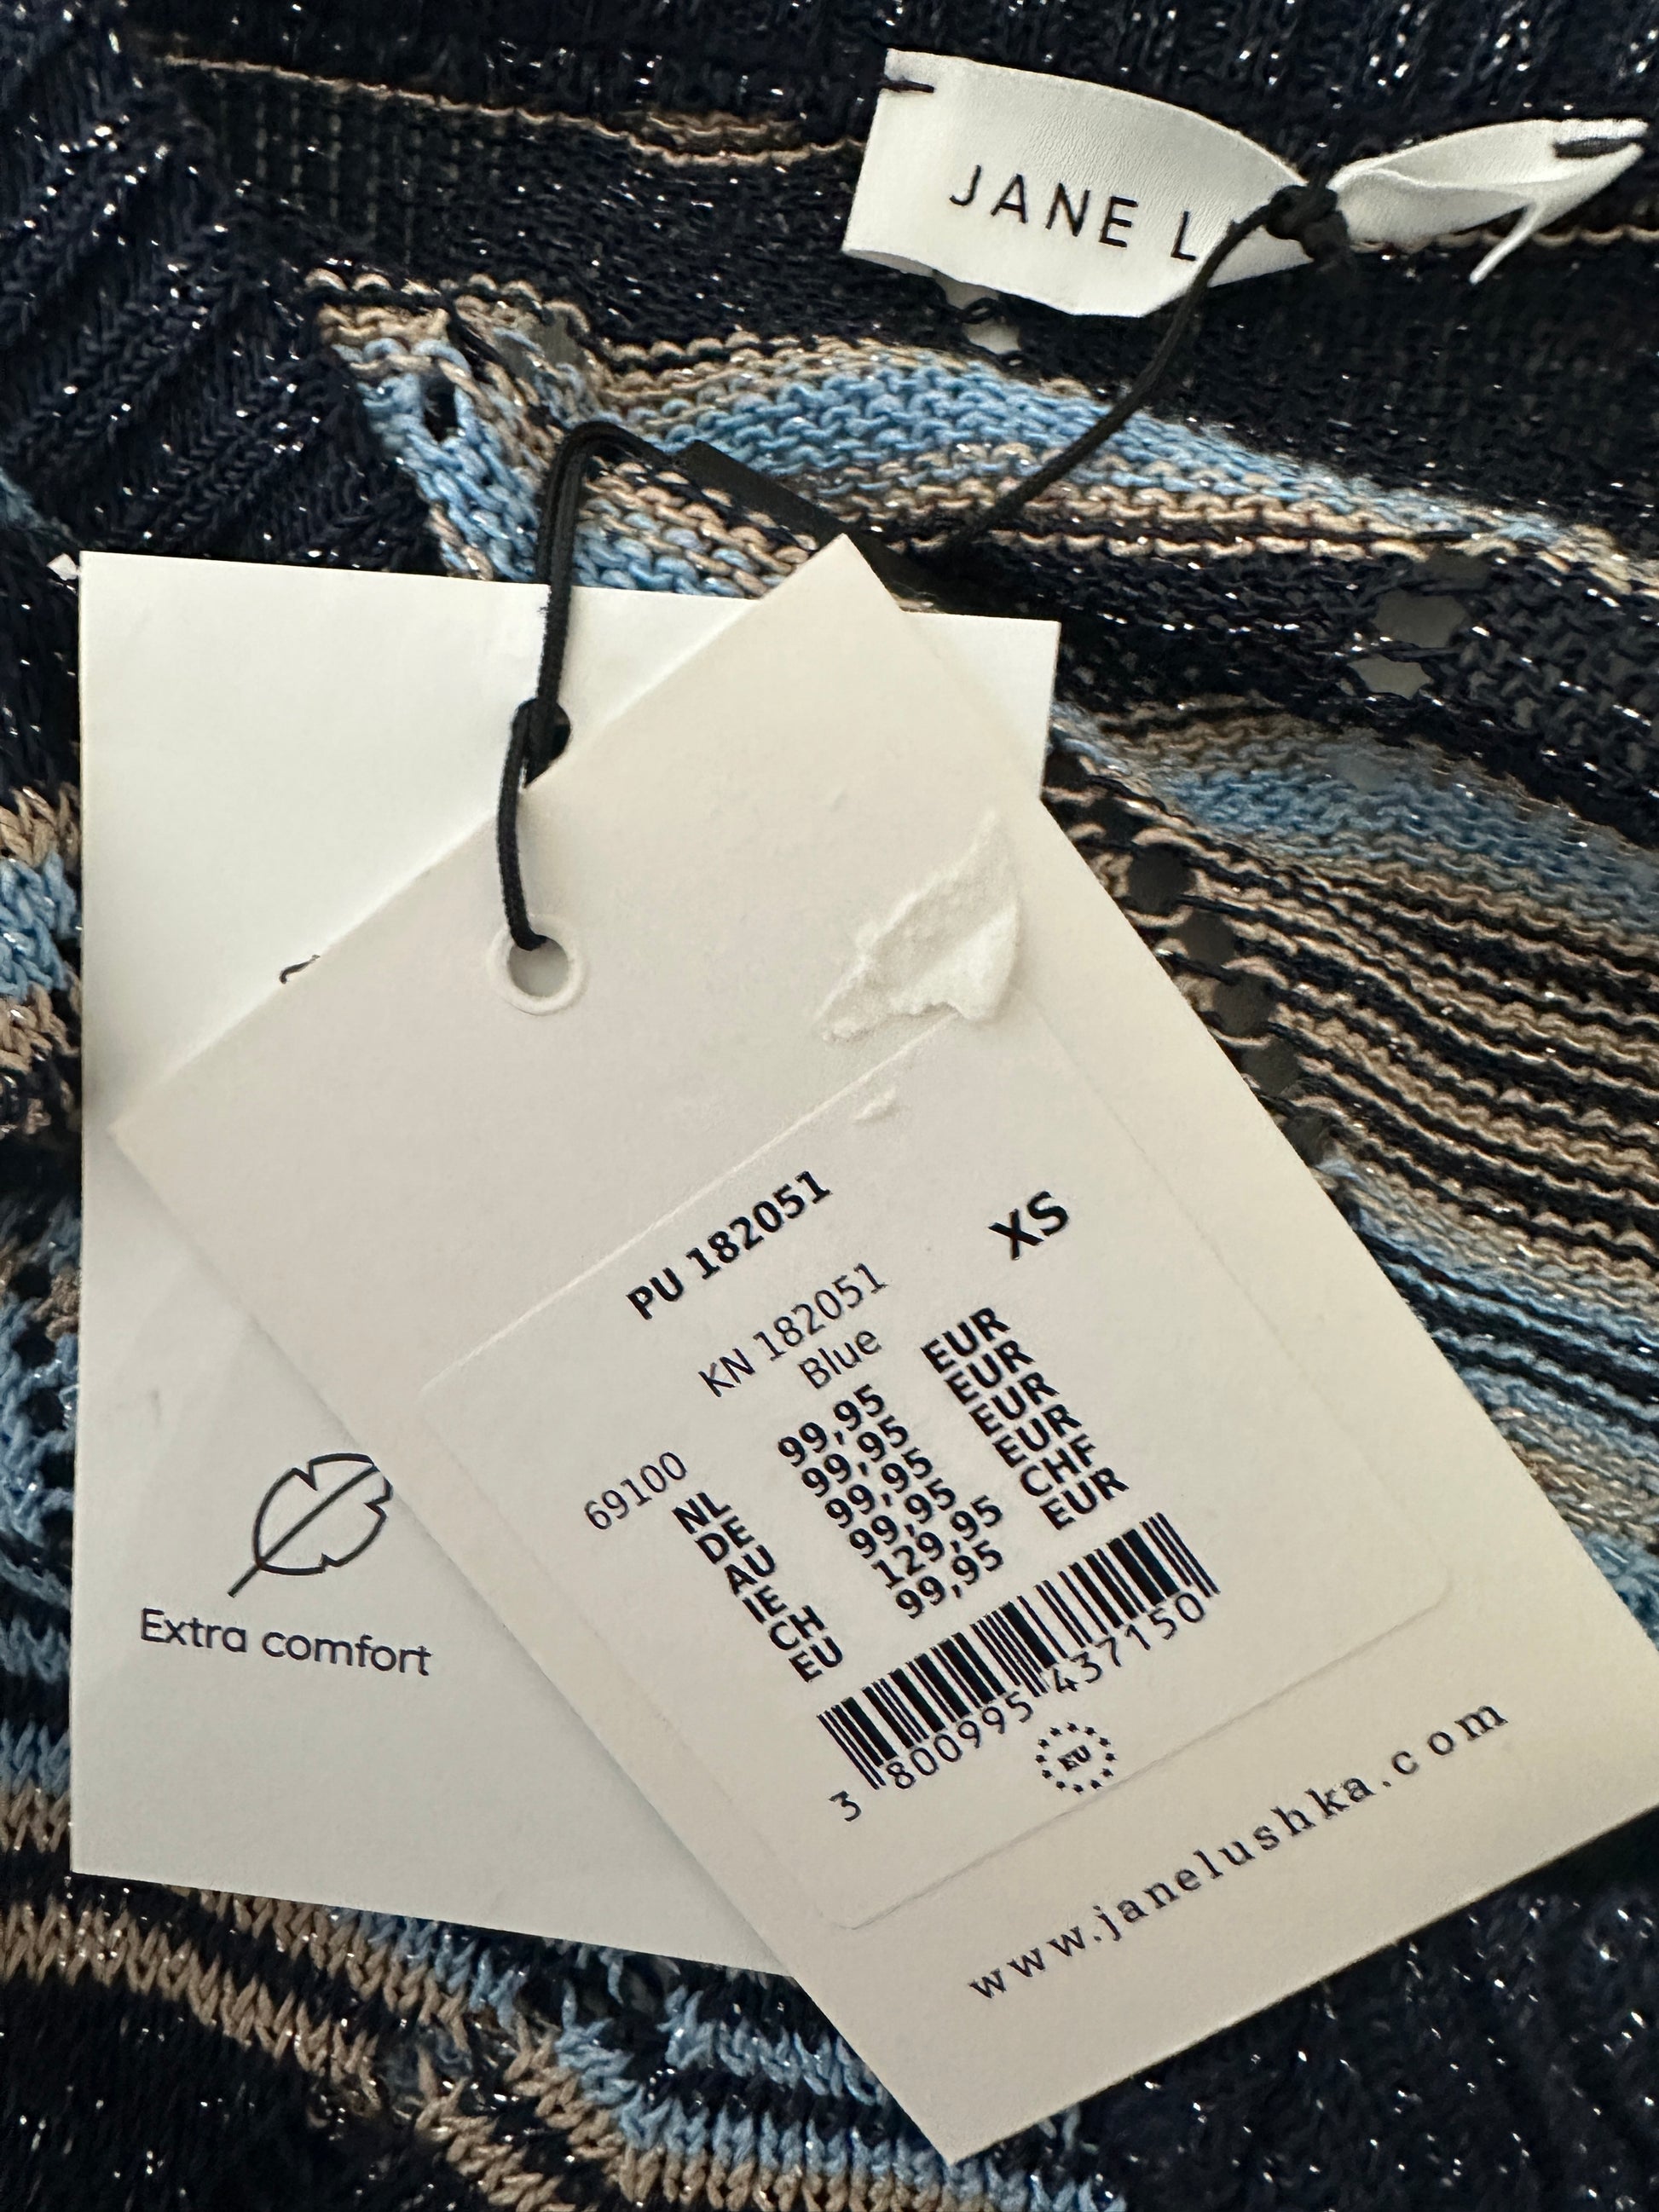 JANE L
PU 182051
XS
KN 182051
Blue
69100
NL 99,95 EUR
DE 99,95 EUR
AU 99,95 EUR
IE 99,95 EUR
CH 129,95 CHF
EU 99,95 EUR
3 800995 437150
EU
www.janelushka.com
Extra comfort